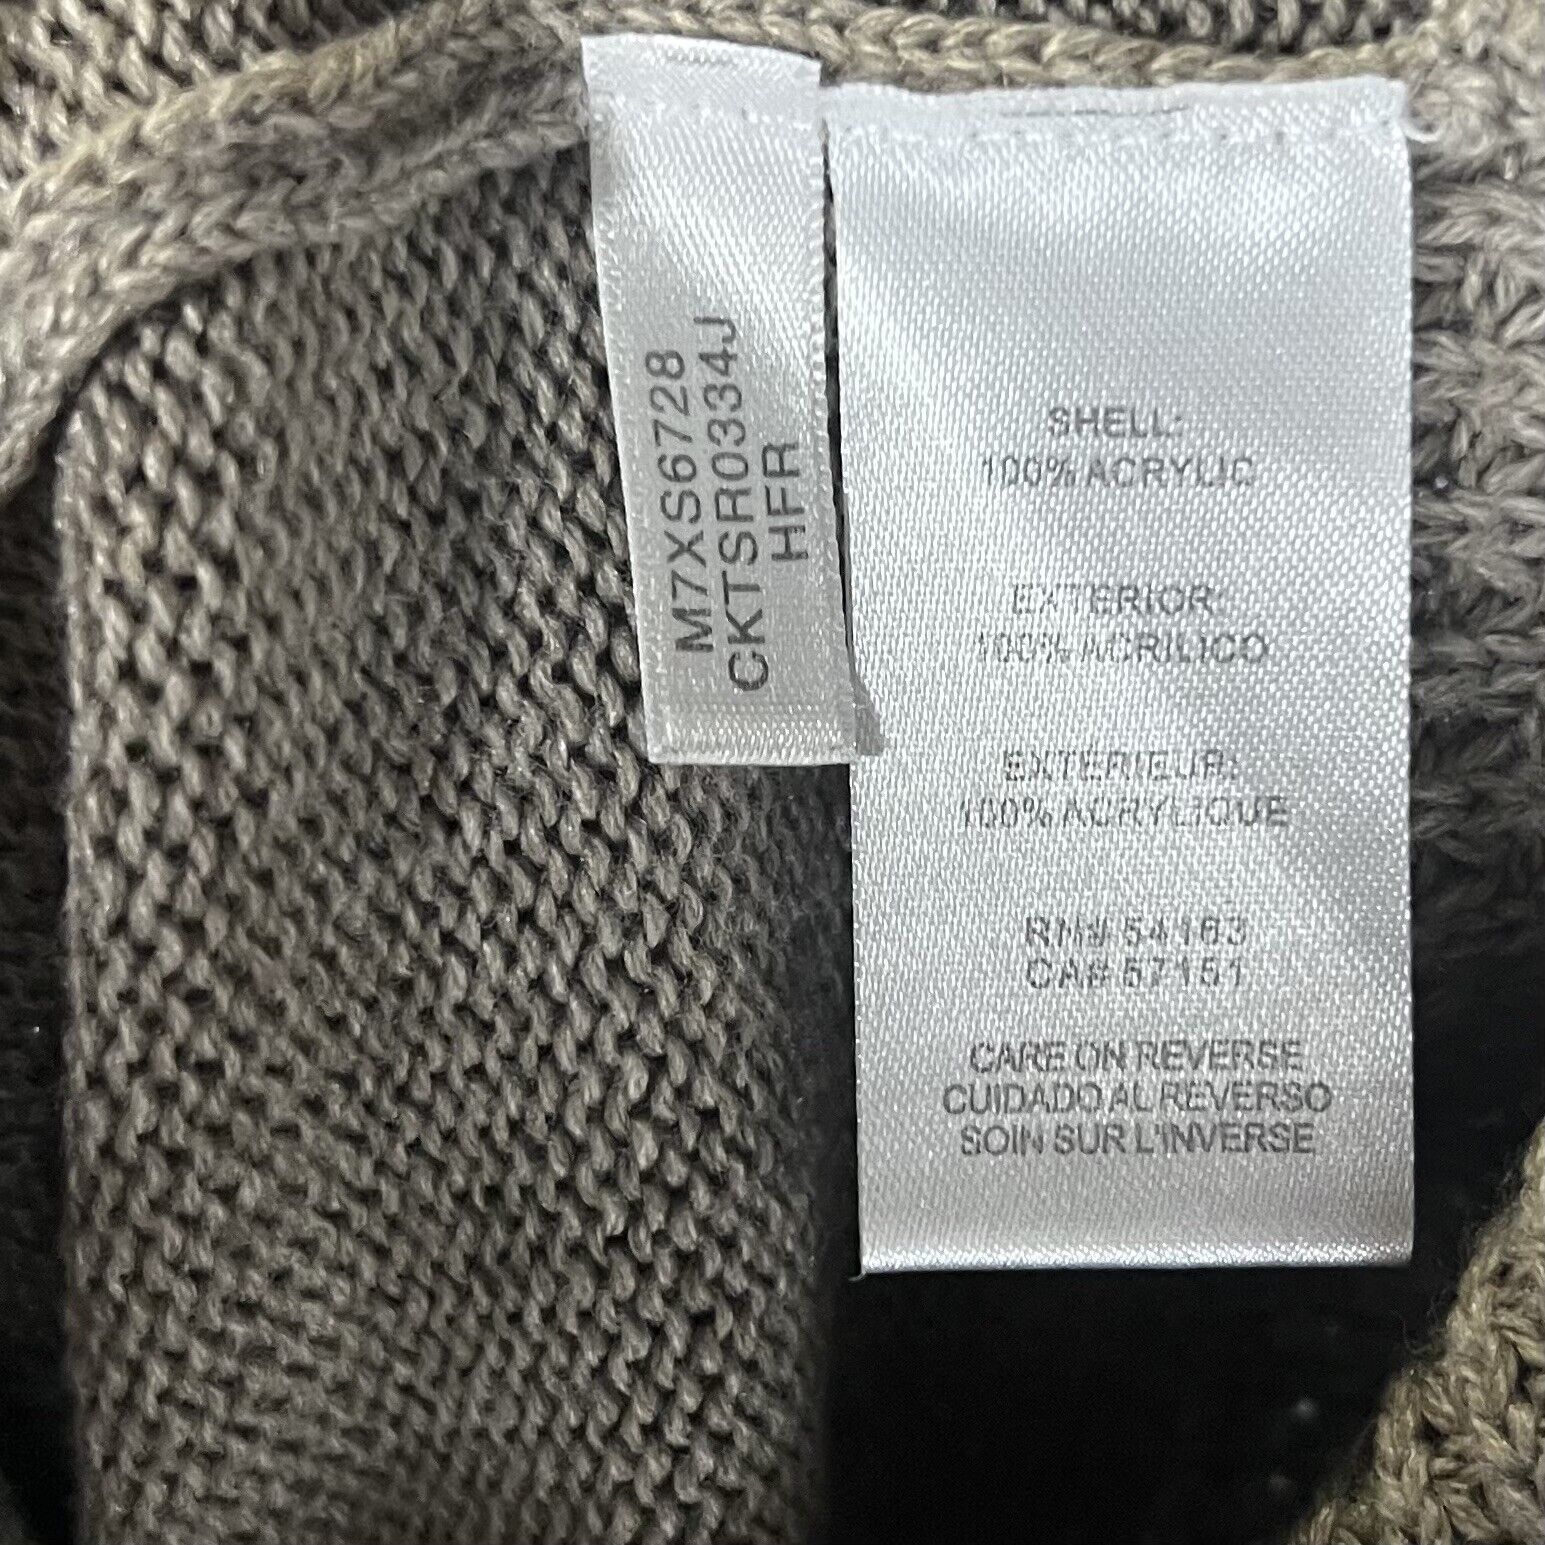 M7XS6728
CKTSR0334J
HFR
SHELL:
100% ACRYLIC
EXTERIOR:
100% ACRILICO
EXTERIEUR:
100% ACRYLIQUE
RN# 54163
CA# 57151
CARE ON REVERSE
CUIDADO AL REVERSO
SOIN SUR L'INVERSE